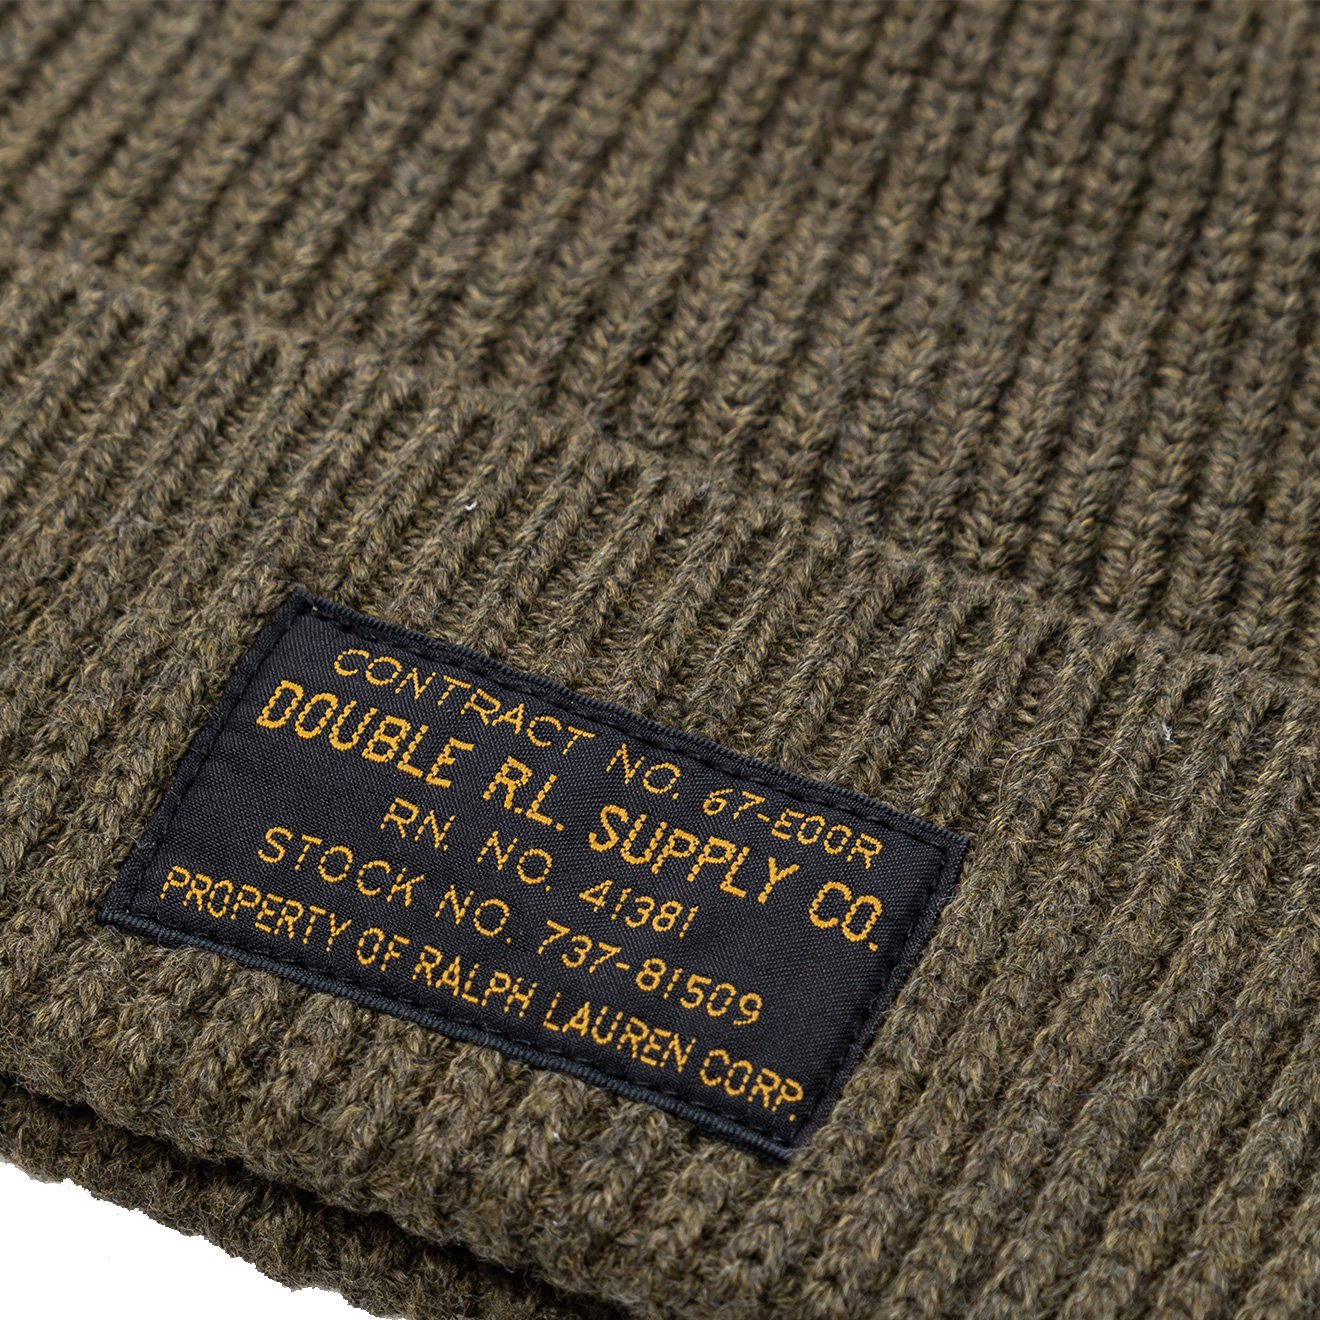 CONTRACT NO. 67-E00R
DOUBLE R.L. SUPPLY CO.
RN. NO. 41381
STOCK NO. 737-81509
PROPERTY OF RALPH LAUREN CORP.